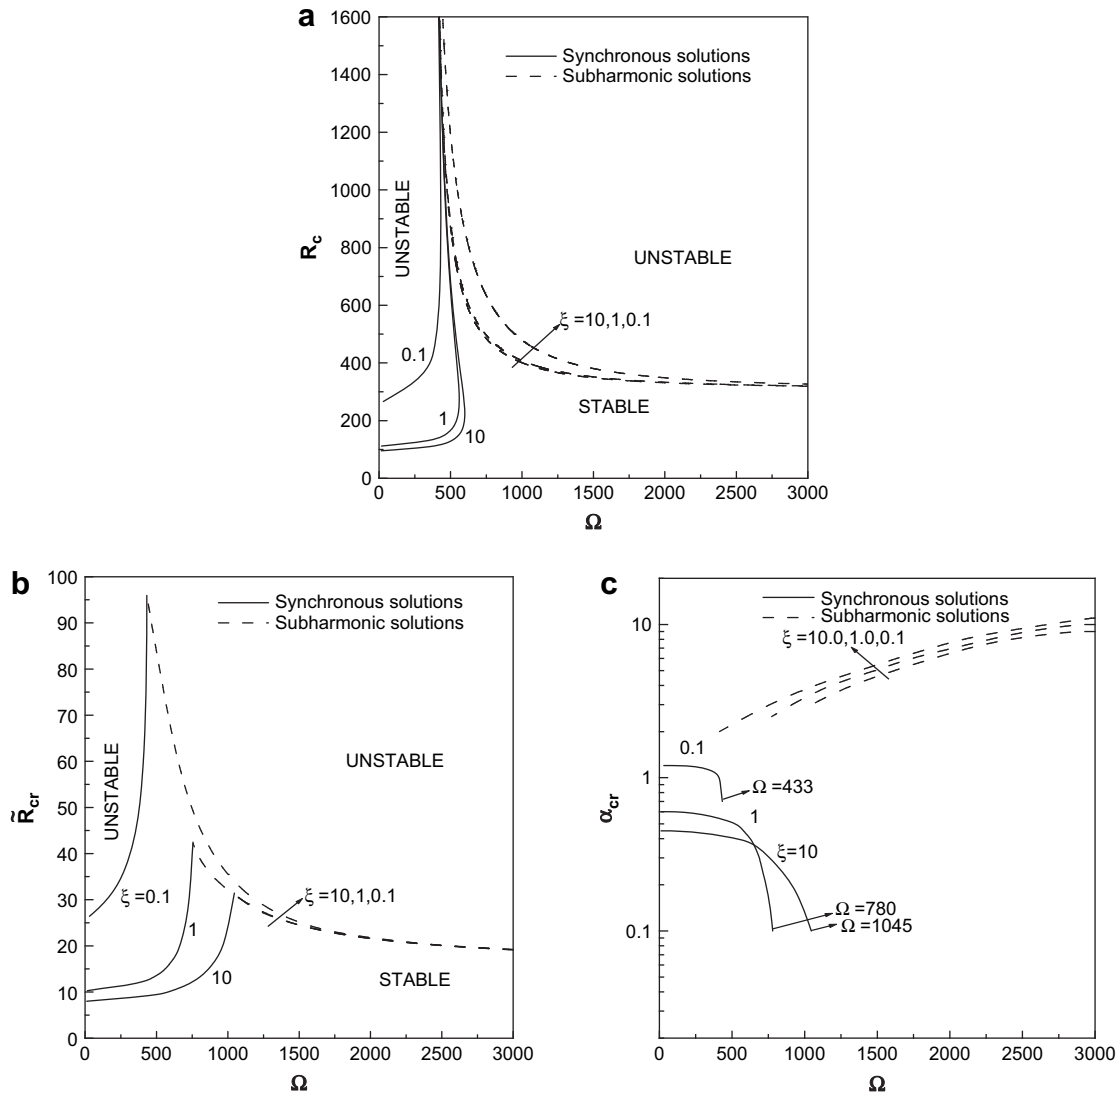 a
1600
1400
1200
1000
800
600
400
200
0
R_c
Synchronous solutions
Subharmonic solutions
UNSTABLE
UNSTABLE
ξ =10,1,0.1
0.1
1
10
STABLE
0 500 1000 1500 2000 2500 3000
Ω
b
100
90
80
70
60
50
40
30
20
10
0
R̃_cr
Synchronous solutions
Subharmonic solutions
UNSTABLE
UNSTABLE
ξ =0.1
1
10
ξ =10,1,0.1
STABLE
0 500 1000 1500 2000 2500 3000
Ω
c
10
1
0.1
α_cr
Synchronous solutions
Subharmonic solutions
ξ =10.0,1.0,0.1
0.1
Ω =433
1
ξ=10
Ω =780
Ω =1045
0 500 1000 1500 2000 2500 3000
Ω